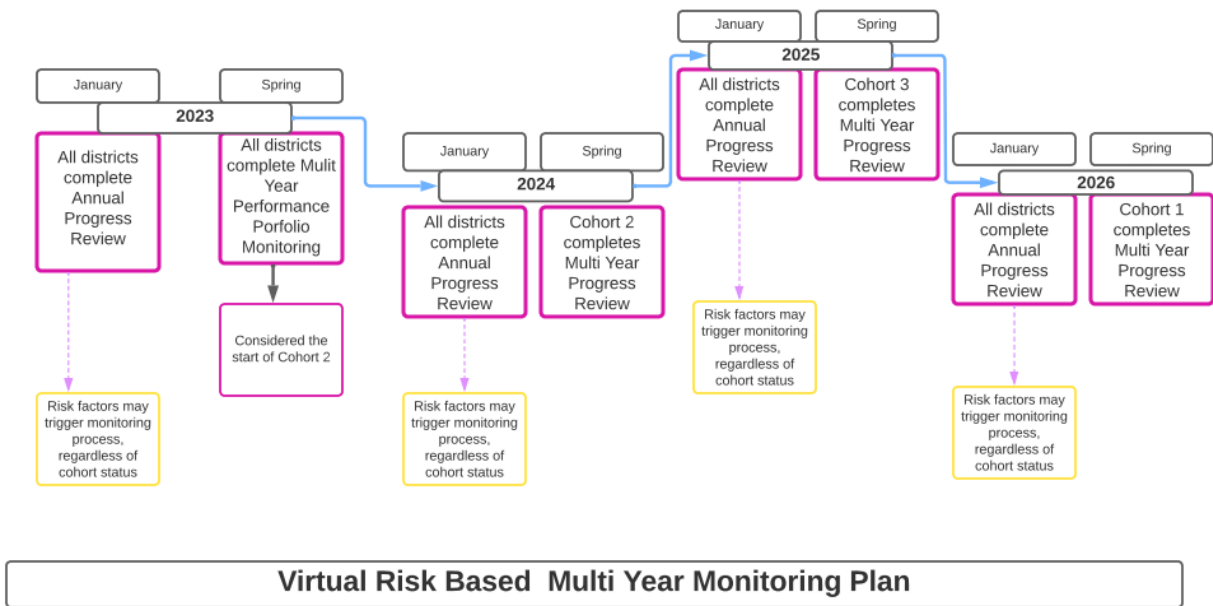 January
Spring
2023
All districts
complete
Annual
Progress
Review
All districts
complete Mulit
Year
Performance
Porfolio
Monitoring
Considered the
start of Cohort 2
Risk factors may
trigger monitoring
process,
regardless of
cohort status
January
Spring
2024
All districts
complete
Annual
Progress
Review
Cohort 2
completes
Multi Year
Progress
Review
Risk factors may
trigger monitoring
process,
regardless of
cohort status
January
Spring
2025
All districts
complete
Annual
Progress
Review
Cohort 3
completes
Multi Year
Progress
Review
Risk factors may
trigger monitoring
process,
regardless of
cohort status
January
Spring
2026
All districts
complete
Annual
Progress
Review
Cohort 1
completes
Multi Year
Progress
Review
Risk factors may
trigger monitoring
process,
regardless of
cohort status
Virtual Risk Based  Multi Year Monitoring Plan